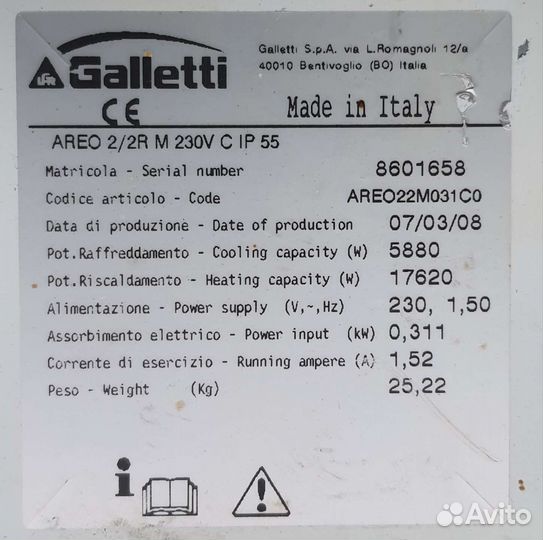 Galletti
Galletti S.p.A. via L.Romagnoli 12/a
40010 Bentivoglio (BO) Italia
CE
Made in Italy
AREO 2/2R M 230V C IP 55
Matricola - Serial number 8601658
Codice articolo - Code AREO22M031C0
Data di produzione - Date of production 07/03/08
Pot.Raffreddamento - Cooling capacity (W) 5880
Pot.Riscaldamento - Heating capacity (W) 17620
Alimentazione - Power supply (V,~,Hz) 230, 1,50
Assorbimento elettrico - Power input (kW) 0,311
Corrente di esercizio - Running ampere (A) 1,52
Peso - Weight (Kg) 25,22
i
Avito